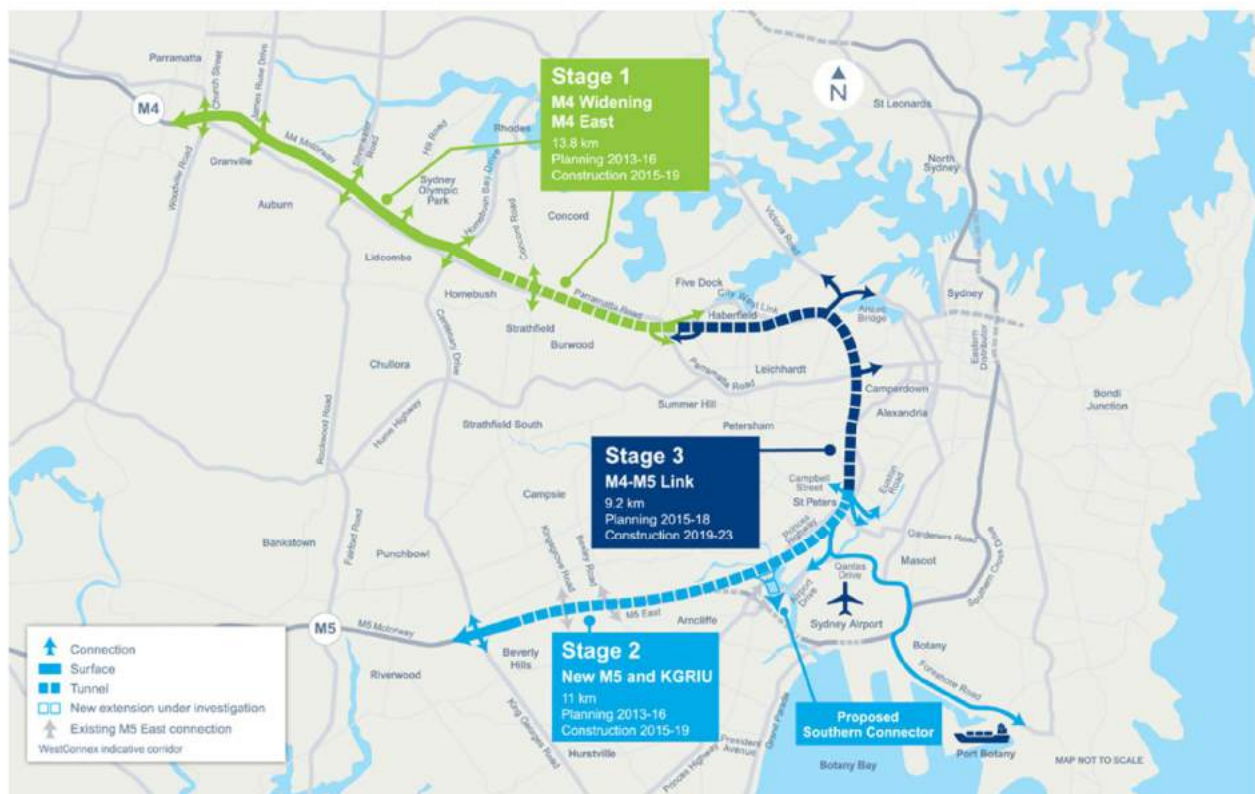 Stage 1
M4 Widening
M4 East
13.8 km
Planning 2013-16
Construction 2015-19
N
St Leonards
North
Sydney
Parramatta
Church Street
James Ruse Drive
M4
M4 Motorway
Silverwater
Road
Hill Road
Rhodes
Woodville Road
Granville
Auburn
Sydney
Olympic
Park
Homebush Bay Drive
Concord Road
Concord
Victoria Road
Lidcombe
Homebush
Parramatta Road
Five Dock
City West Link
Haberfield
Anzac
Bridge
Sydney
Eastern
Distributor
Strathfield
Burwood
Centenary Drive
Chullora
Leichhardt
Parramatta Road
Camperdown
Summer Hill
Alexandria
Bondi
Junction
Hume Highway
Rookwood Road
Strathfield South
Petersham
Stage 3
M4-M5 Link
9.2 km
Planning 2015-18
Construction 2019-23
Campbell
Street
St Peters
Euston
Road
Princes
Highway
Campsie
Bankstown
Fairford Road
Punchbowl
Kingsgrove Road
Bexley Road
Gardeners Road
Mascot
Qantas
Drive
Airport
Drive
Southern Cross Drive
M5 East
Arncliffe
Sydney Airport
M5
M5 Motorway
Connection
Surface
Tunnel
New extension under investigation
Existing M5 East connection
WestConnex indicative corridor
Riverwood
Beverly
Hills
Stage 2
New M5 and KGRIU
11 km
Planning 2013-16
Construction 2015-19
Botany
Foreshore Road
King Georges Road
Hurstville
Princes Highway
President
Avenue
Grand Parade
Proposed
Southern Connector
Botany Bay
Port Botany
MAP NOT TO SCALE